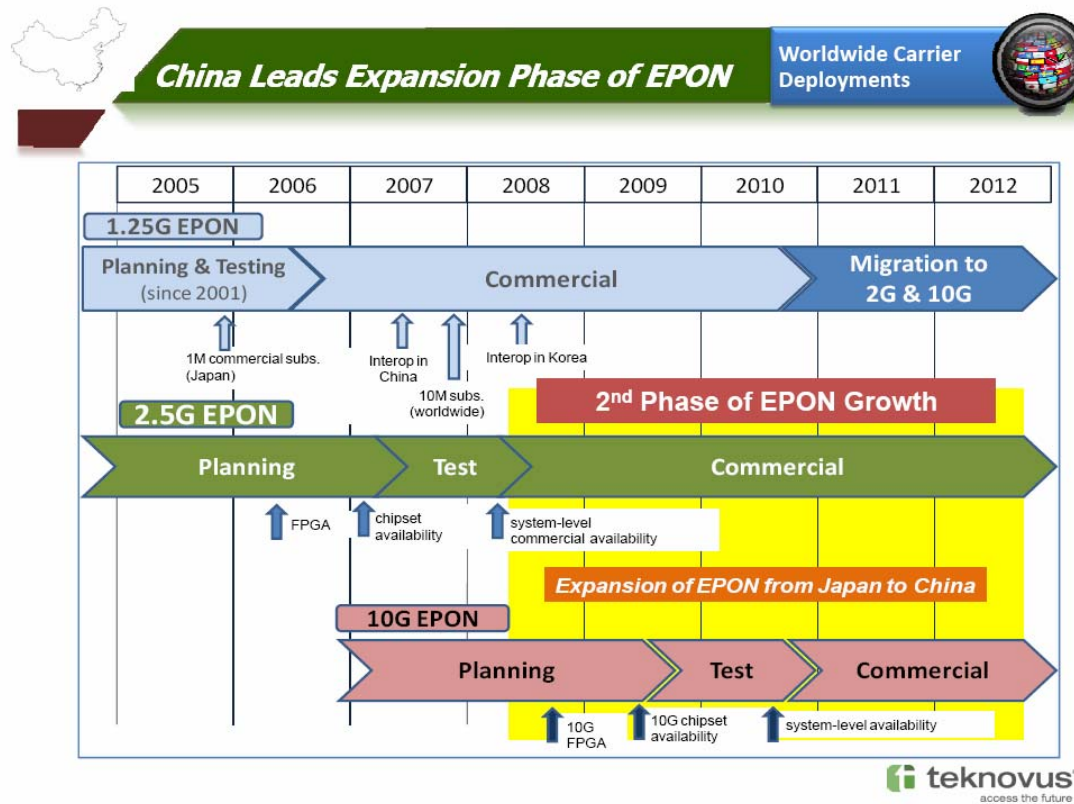 China Leads Expansion Phase of EPON
Worldwide Carrier
Deployments
2005
2006
2007
2008
2009
2010
2011
2012
1.25G EPON
Planning & Testing
(since 2001)
Commercial
Migration to
2G & 10G
1M commercial subs.
(Japan)
Interop in
China
10M subs.
(worldwide)
Interop in Korea
2nd Phase of EPON Growth
2.5G EPON
Planning
Test
Commercial
FPGA
chipset
availability
system-level
commercial availability
Expansion of EPON from Japan to China
10G EPON
Planning
Test
Commercial
10G
FPGA
10G chipset
availability
system-level availability
teknovus
access the future